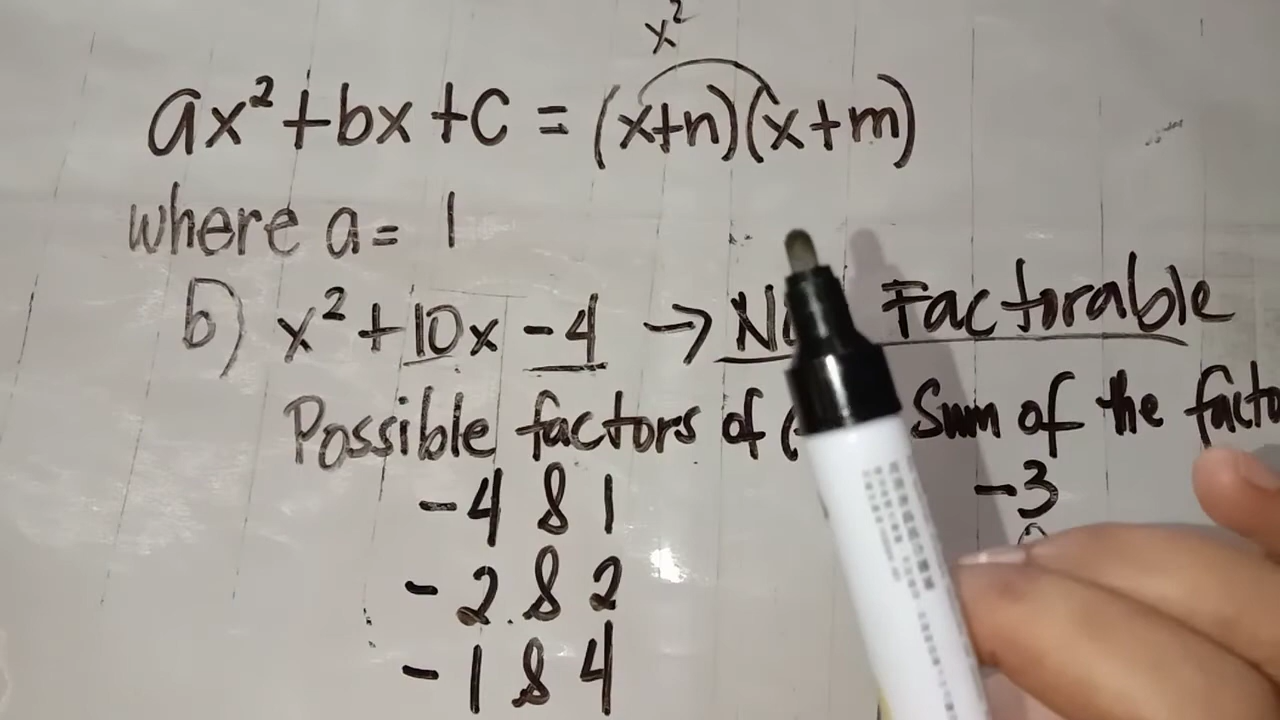 x²
ax²+bx+c = (x+n)(x+m)
where a= 1
b) x²+10x-4 → Factorable
Possible factors of Sum of the
-4 & 1 -3
-2 & 2
-1 & 4